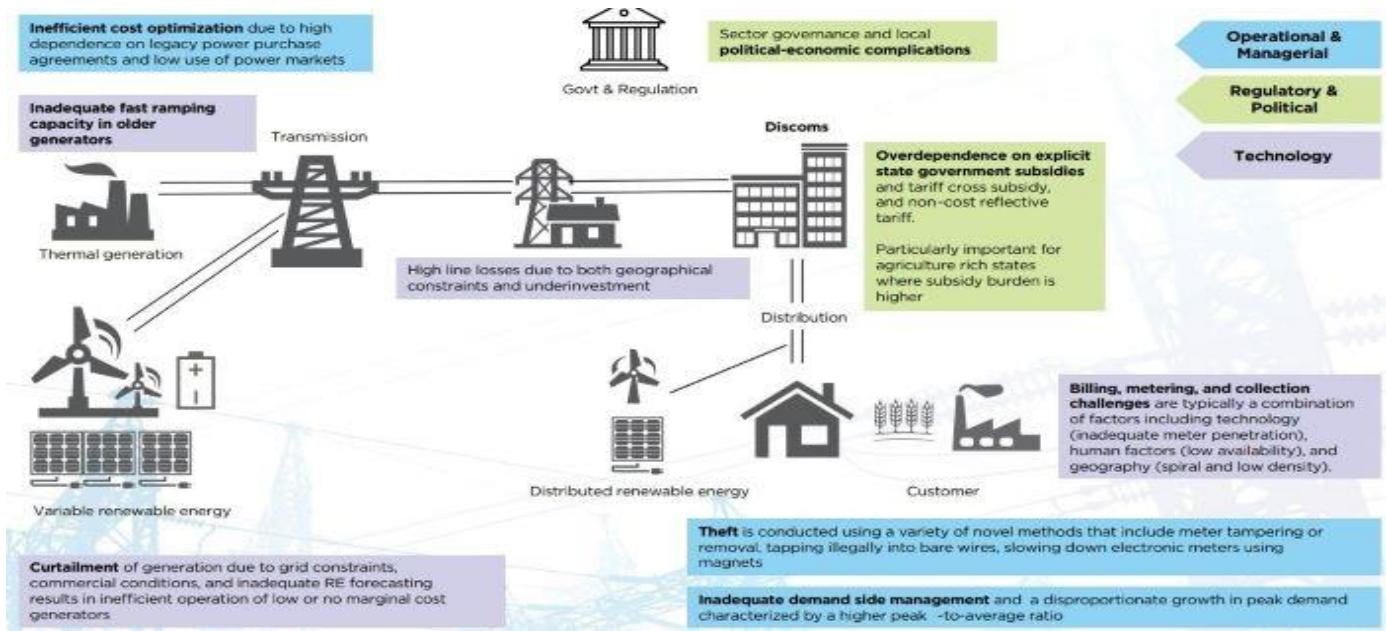 Inefficient cost optimization due to high
dependence on legacy power purchase
agreements and low use of power markets
Govt & Regulation
Sector governance and local
political-economic complications
Operational &
Managerial
Regulatory &
Political
Technology
Inadequate fast ramping
capacity in older
generators
Transmission
Discoms
Thermal generation
High line losses due to both geographical
constraints and underinvestment
Overdependence on explicit
state government subsidies
and tariff cross subsidy,
and non-cost reflective
tariff.
Particularly important for
agriculture rich states
where subsidy burden is
higher
Distribution
Variable renewable energy
Distributed renewable energy
Customer
Billing, metering, and collection
challenges are typically a combination
of factors including technology
(inadequate meter penetration),
human factors (low availability), and
geography (spiral and low density).
Curtailment of generation due to grid constraints,
commercial conditions, and inadequate RE forecasting
results in inefficient operation of low or no marginal cost
generators
Theft is conducted using a variety of novel methods that include meter tampering or
removal, tapping illegally into bare wires, slowing down electronic meters using
magnets
Inadequate demand side management and a disproportionate growth in peak demand
characterized by a higher peak -to-average ratio